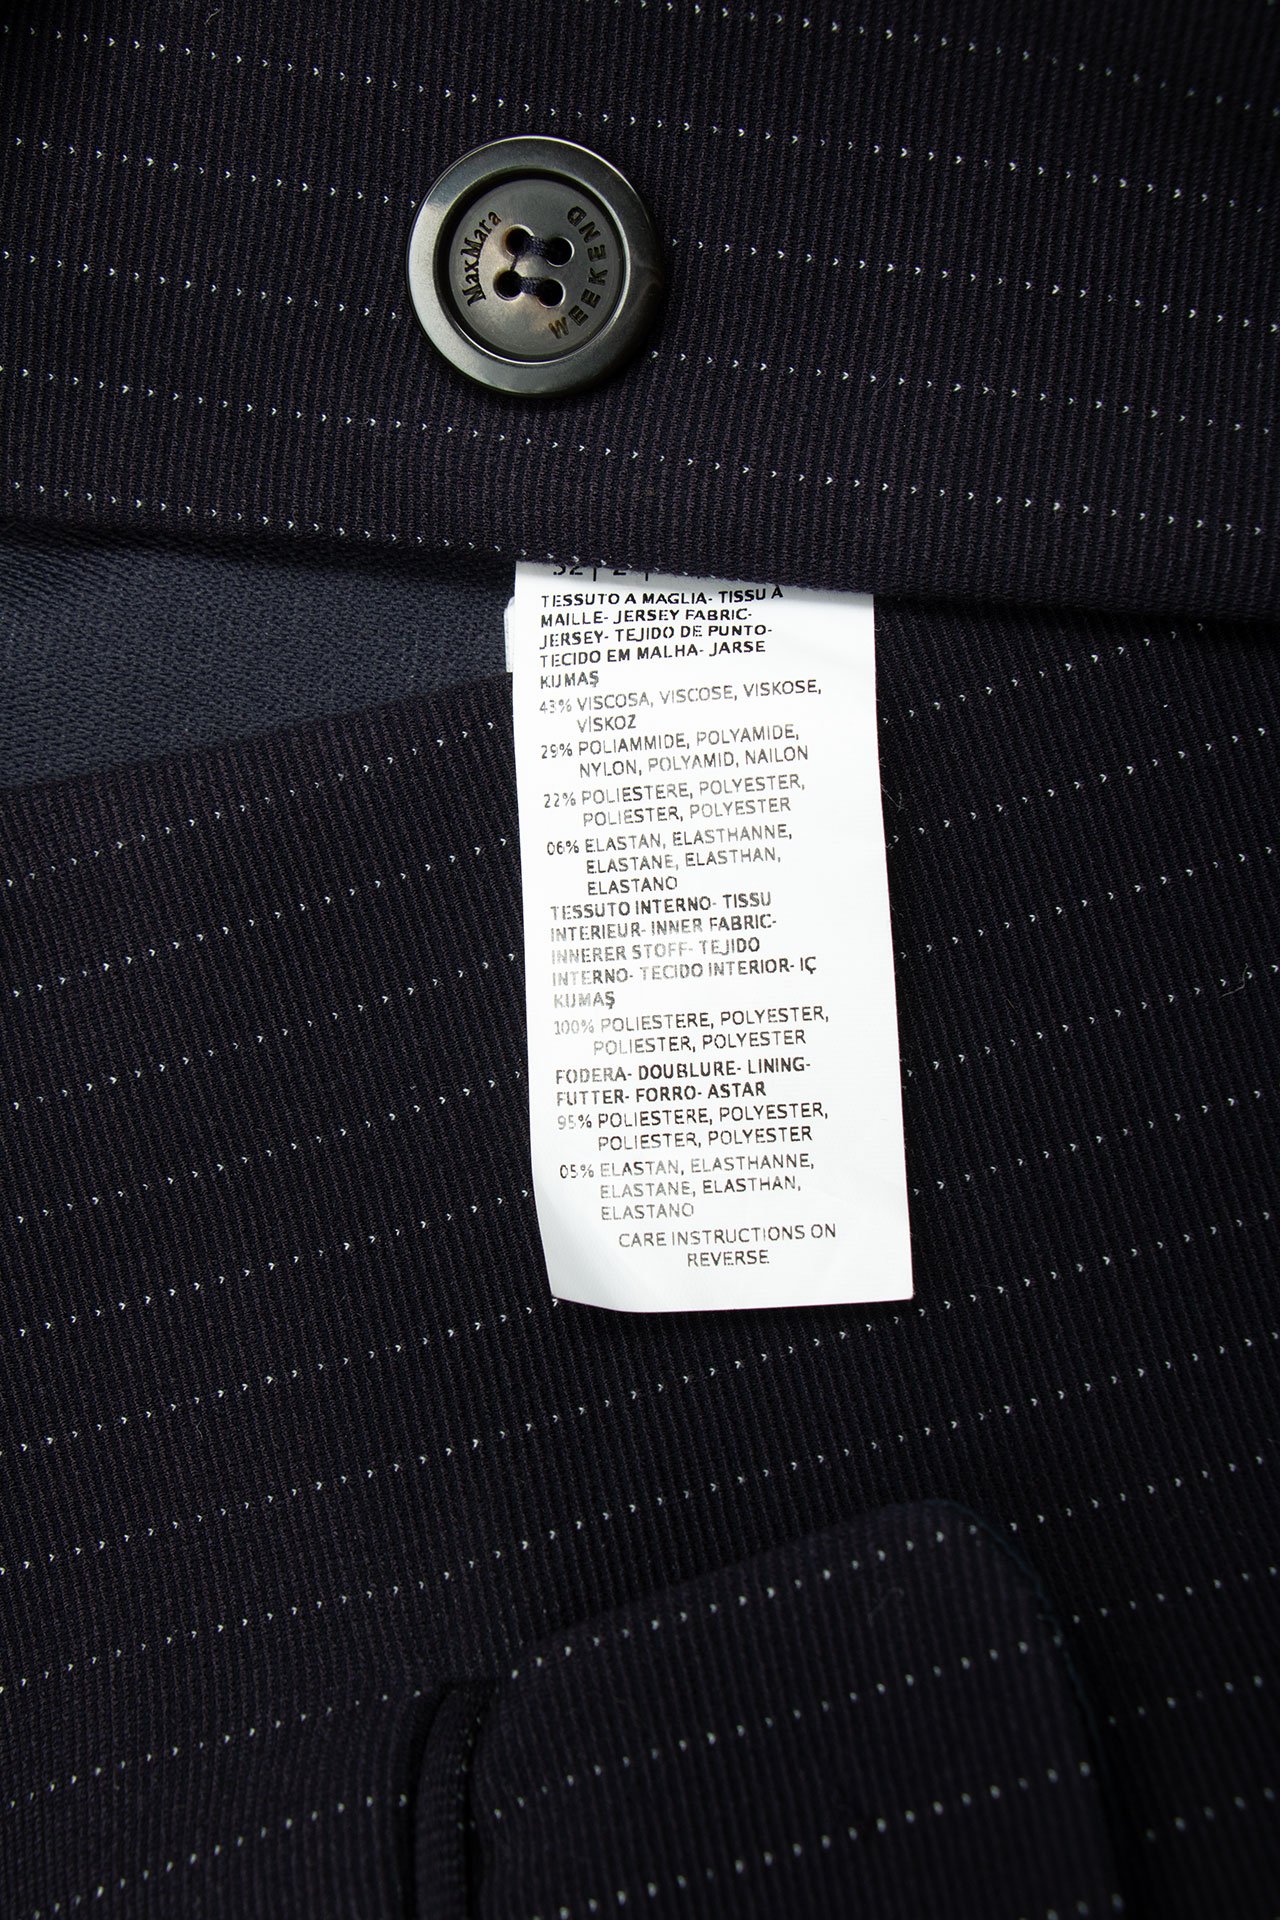 MaxMara
WEEKEND
TESSUTO A MAGLIA- TISSU À
MAILLE- JERSEY FABRIC-
JERSEY- TEJIDO DE PUNTO-
TECIDO EM MALHA- JARSE
KUMAŞ
43% VISCOSA, VISCOSE, VISKOSE,
VİSKOZ
29% POLIAMMIDE, POLYAMIDE,
NYLON, POLYAMID, NAILON
22% POLIESTERE, POLYESTER,
POLIESTER, POLYESTER
06% ELASTAN, ELASTHANNE,
ELASTANE, ELASTHAN,
ELASTANO
TESSUTO INTERNO- TISSU
INTERIEUR- INNER FABRIC-
INNERER STOFF- TEJIDO
INTERNO- TECIDO INTERIOR- IÇ
KUMAŞ
100% POLIESTERE, POLYESTER,
POLIESTER, POLYESTER
FODERA- DOUBLURE- LINING-
FUTTER- FORRO- ASTAR
95% POLIESTERE, POLYESTER,
POLIESTER, POLYESTER
05% ELASTAN, ELASTHANNE,
ELASTANE, ELASTHAN,
ELASTANO
CARE INSTRUCTIONS ON
REVERSE